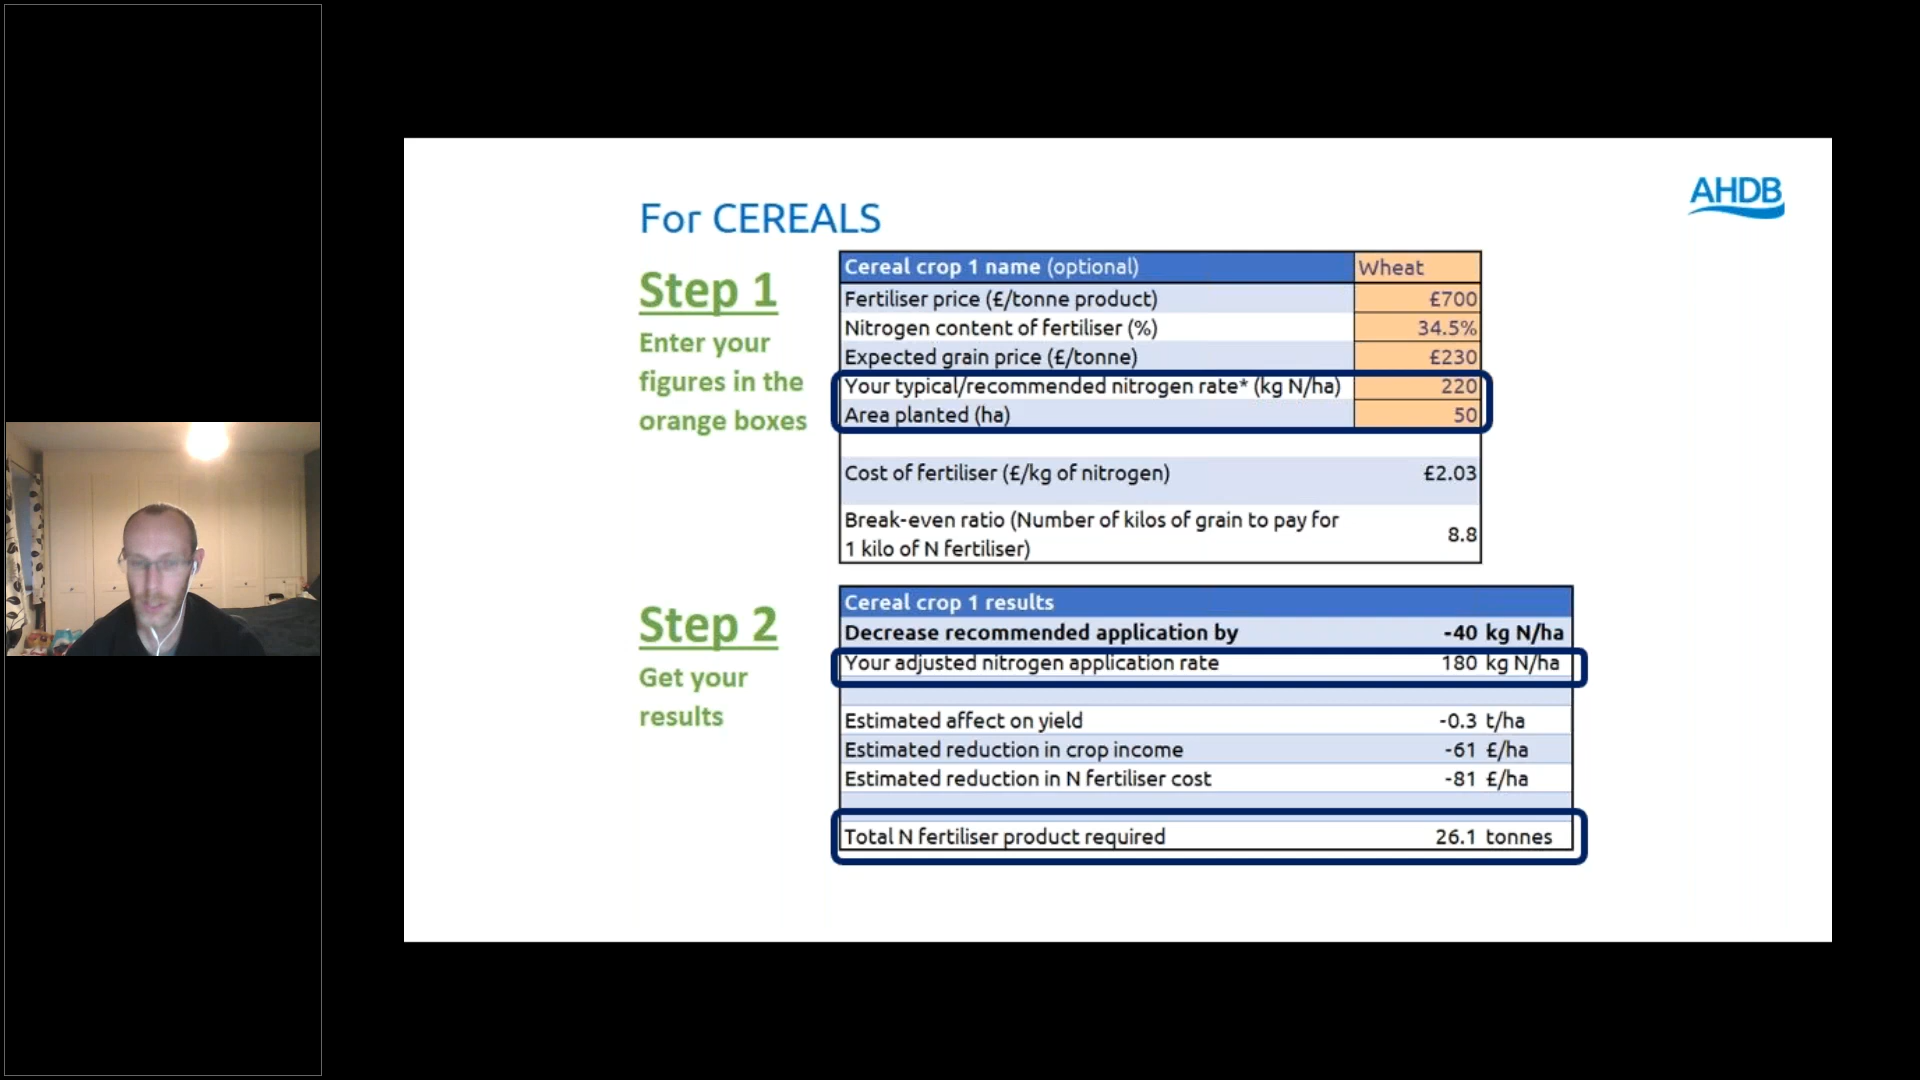 AHDB
For CEREALS
Step 1
Enter your
figures in the
orange boxes
Cereal crop 1 name (optional) Wheat
Fertiliser price (£/tonne product) £700
Nitrogen content of fertiliser (%) 34.5%
Expected grain price (£/tonne) £230
Your typical/recommended nitrogen rate* (kg N/ha) 220
Area planted (ha) 50
Cost of fertiliser (£/kg of nitrogen) £2.03
Break-even ratio (Number of kilos of grain to pay for
1 kilo of N fertiliser) 8.8
Step 2
Get your
results
Cereal crop 1 results
Decrease recommended application by -40 kg N/ha
Your adjusted nitrogen application rate 180 kg N/ha
Estimated affect on yield -0.3 t/ha
Estimated reduction in crop income -61 £/ha
Estimated reduction in N fertiliser cost -81 £/ha
Total N fertiliser product required 26.1 tonnes